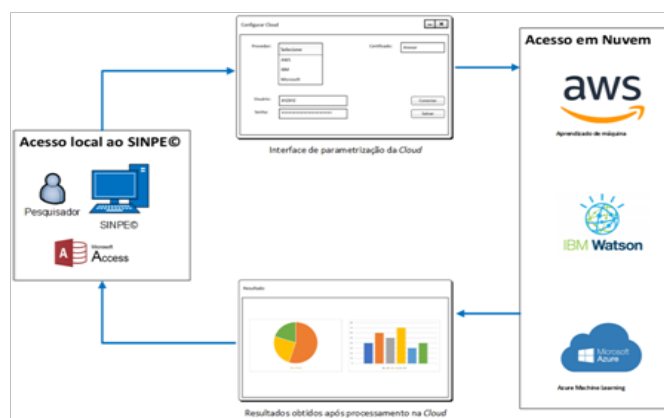 Configurar Cloud
Provedor:
Selecione
AWS
IBM
Microsoft
Certificado:
Anexar
Usuário:
Senha:
Conectar
Salvar
Interface de parametrização da Cloud
Acesso local ao SINPE©
Pesquisador
SINPE©
Microsoft
Access
Acesso em Nuvem
aws
Aprendizado de máquina
IBM Watson
Microsoft
Azure
Azure Machine Learning
Resultado
Resultados obtidos após processamento na Cloud